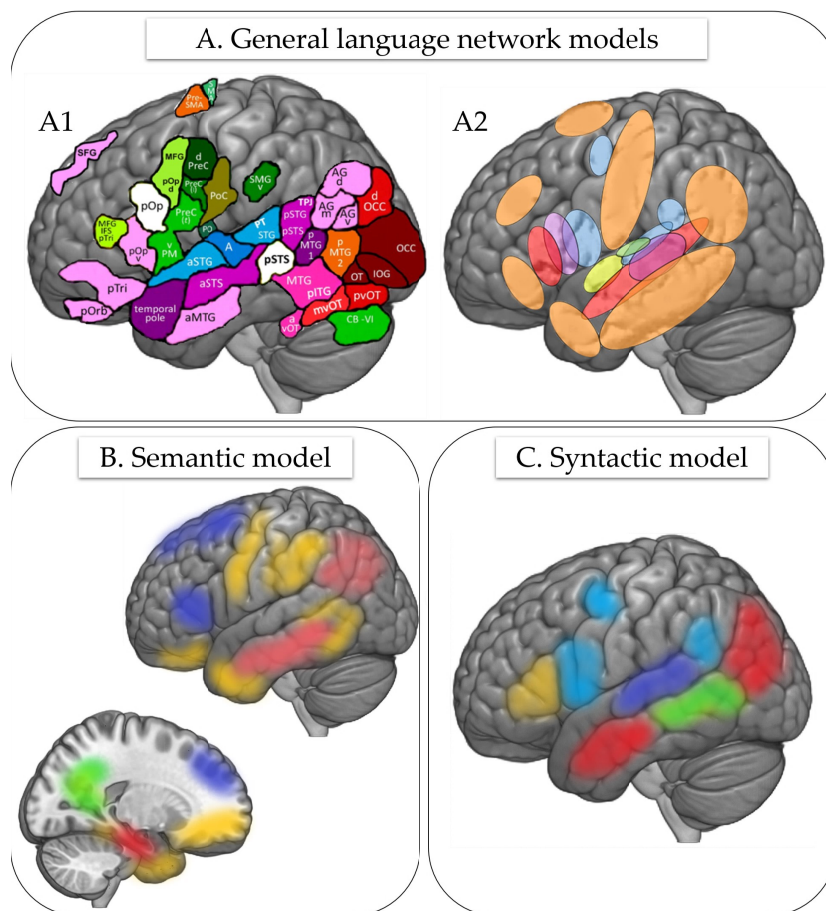 A. General language network models
A1
A2
SFG
Pre-
SMA
S
M
A
MFG
pOp
d
d
PreC
PreC
(l)
PreC
(r)
PoC
SMG
v
pOp
MFG
IFS
pTri
pOp
v
v
PM
PO
A
PT
STG
aSTG
aSTS
pSTS
TPJ
pSTG
pSTS
p
MTG
1
p
MTG
2
AG
d
AG
m
AG
v
d
OCC
OCC
OT
IOG
MTG
pITG
pvOT
mvOT
a
vOT
CB-VI
pTri
pOrb
temporal
pole
aMTG
B. Semantic model
C. Syntactic model